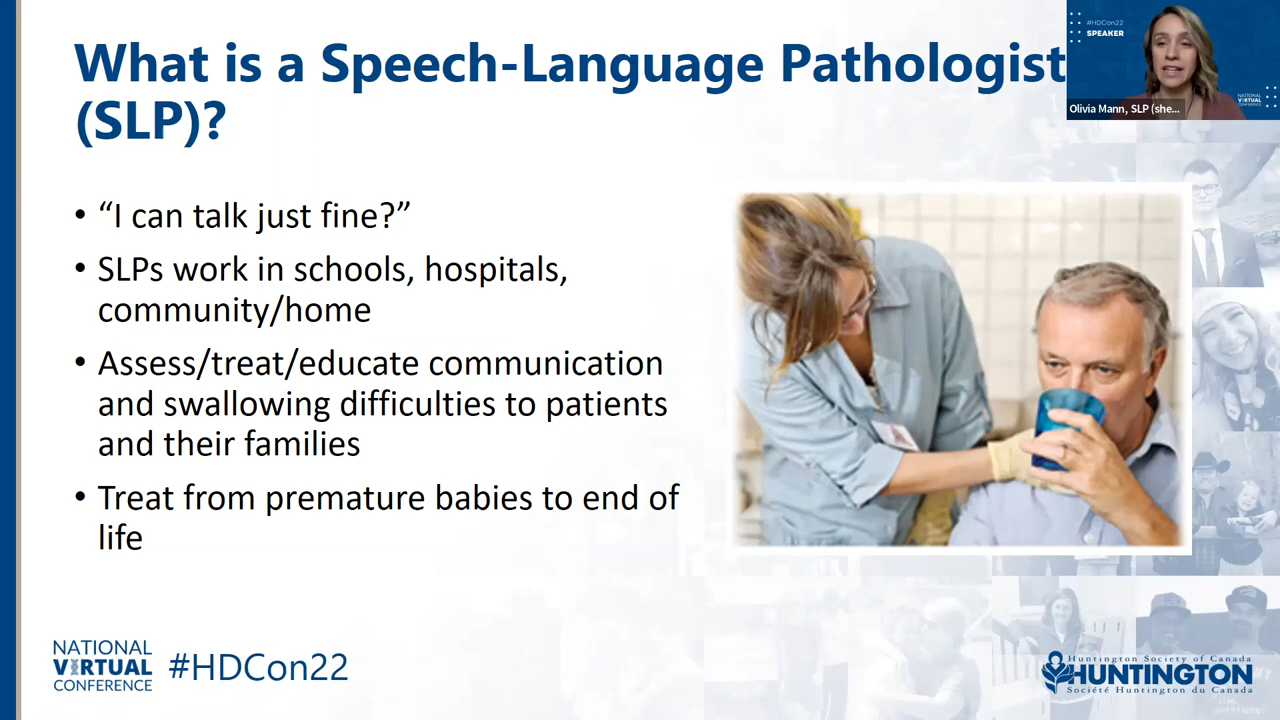 What is a Speech-Language Pathologist
(SLP)?
#HDCon22
SPEAKER
NATIONAL
VIRTUAL
CONFERENCE
Olivia Mann, SLP (she...
• “I can talk just fine?”
• SLPs work in schools, hospitals,
community/home
• Assess/treat/educate communication
and swallowing difficulties to patients
and their families
• Treat from premature babies to end of
life
NATIONAL
VIRTUAL
CONFERENCE
#HDCon22
Huntington Society of Canada
HUNTINGTON
Société Huntington du Canada